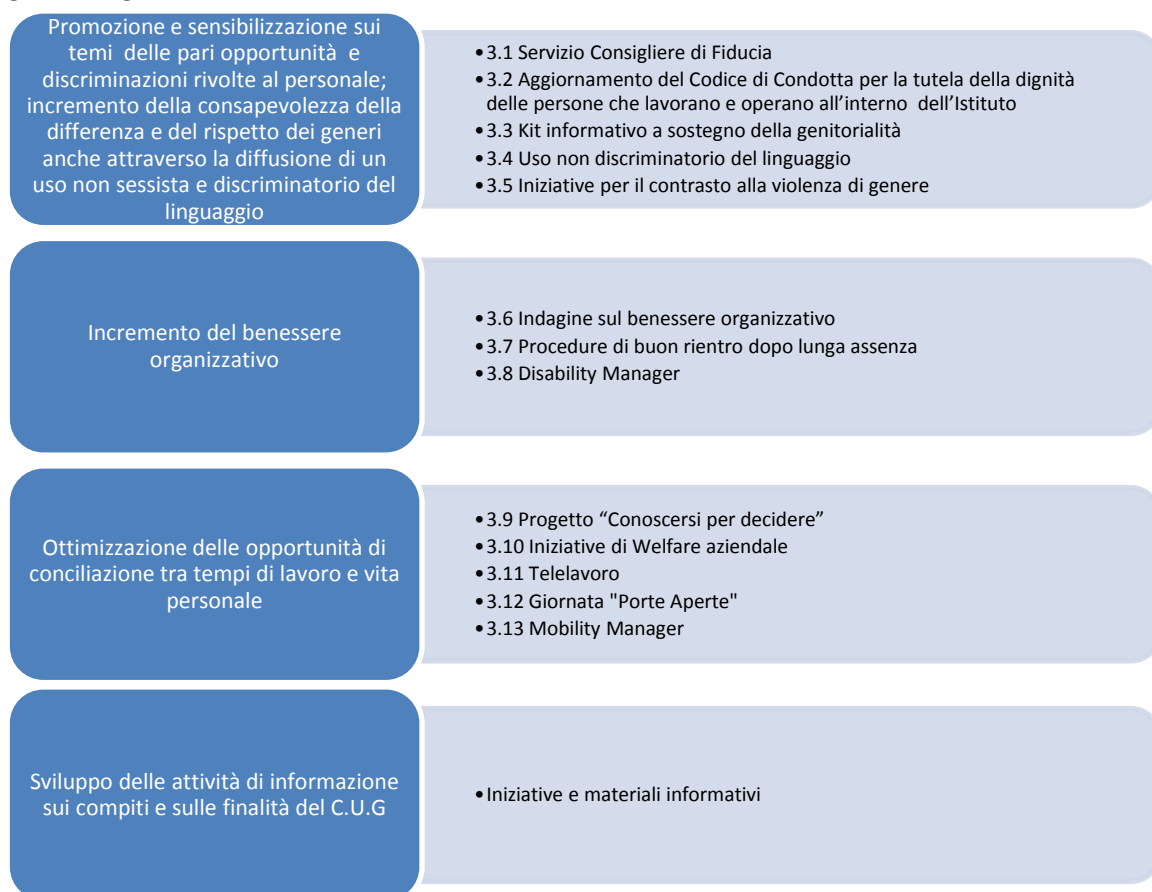 Promozione e sensibilizzazione sui
temi delle pari opportunità e
discriminazioni rivolte al personale;
incremento della consapevolezza della
differenza e del rispetto dei generi
anche attraverso la diffusione di un
uso non sessista e discriminatorio del
linguaggio
•3.1 Servizio Consigliere di Fiducia
•3.2 Aggiornamento del Codice di Condotta per la tutela della dignità
delle persone che lavorano e operano all’interno dell’Istituto
•3.3 Kit informativo a sostegno della genitorialità
•3.4 Uso non discriminatorio del linguaggio
•3.5 Iniziative per il contrasto alla violenza di genere
Incremento del benessere
organizzativo
•3.6 Indagine sul benessere organizzativo
•3.7 Procedure di buon rientro dopo lunga assenza
•3.8 Disability Manager
Ottimizzazione delle opportunità di
conciliazione tra tempi di lavoro e vita
personale
•3.9 Progetto “Conoscersi per decidere”
•3.10 Iniziative di Welfare aziendale
•3.11 Telelavoro
•3.12 Giornata "Porte Aperte"
•3.13 Mobility Manager
Sviluppo delle attività di informazione
sui compiti e sulle finalità del C.U.G
•Iniziative e materiali informativi